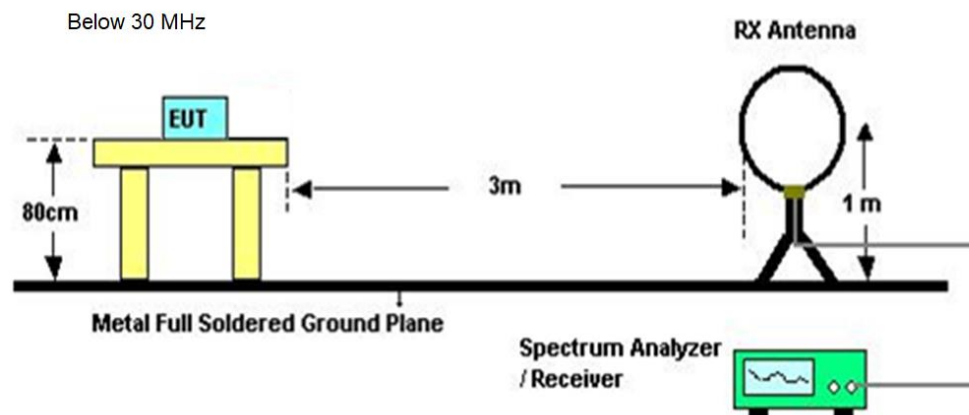 Below 30 MHz
RX Antenna
EUT
3m
80cm
1 m
Metal Full Soldered Ground Plane
Spectrum Analyzer
/ Receiver